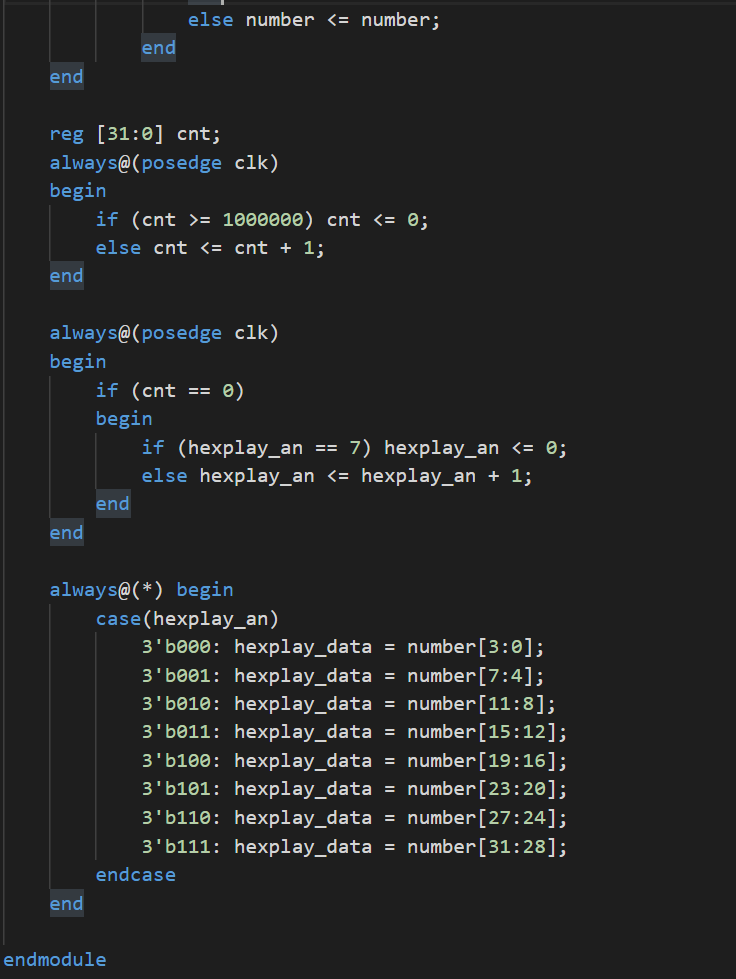 else number <= number;
end
end
reg [31:0] cnt;
always@(posedge clk)
begin
if (cnt >= 1000000) cnt <= 0;
else cnt <= cnt + 1;
end
always@(posedge clk)
begin
if (cnt == 0)
begin
if (hexplay_an == 7) hexplay_an <= 0;
else hexplay_an <= hexplay_an + 1;
end
end
always@(*) begin
case(hexplay_an)
3'b000: hexplay_data = number[3:0];
3'b001: hexplay_data = number[7:4];
3'b010: hexplay_data = number[11:8];
3'b011: hexplay_data = number[15:12];
3'b100: hexplay_data = number[19:16];
3'b101: hexplay_data = number[23:20];
3'b110: hexplay_data = number[27:24];
3'b111: hexplay_data = number[31:28];
endcase
end
endmodule